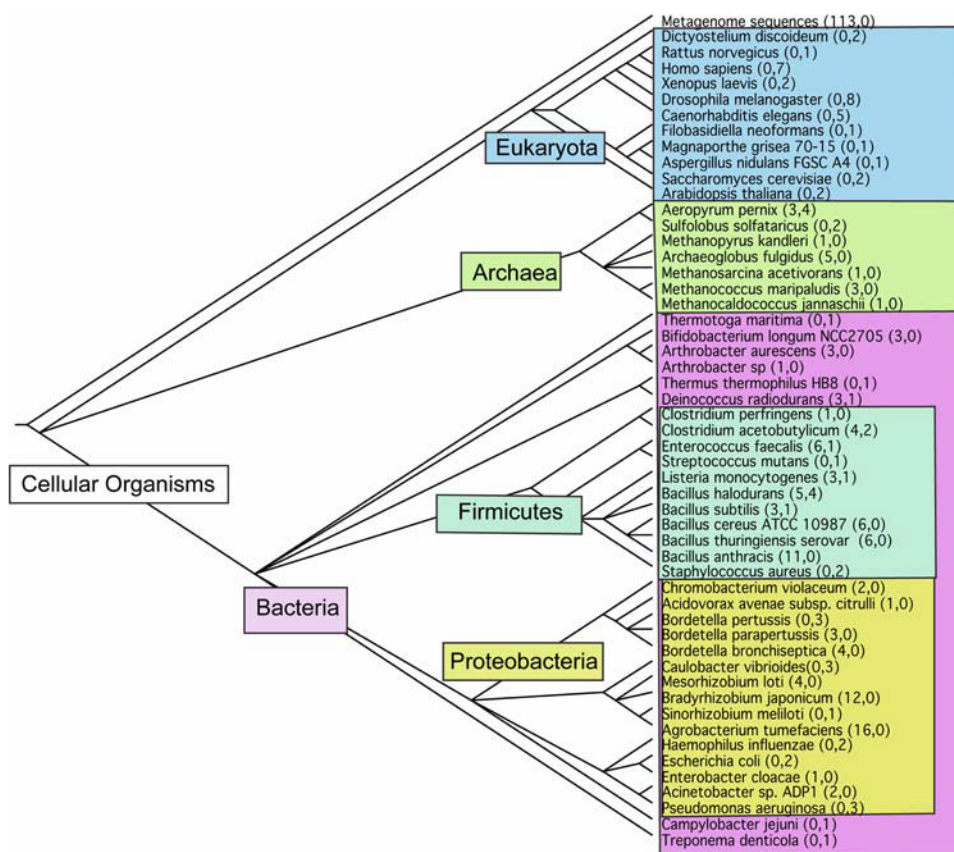 Metagenome sequences (113,0)
Dictyostelium discoideum (0,2)
Rattus norvegicus (0,1)
Homo sapiens (0,7)
Xenopus laevis (0,2)
Drosophila melanogaster (0,8)
Caenorhabditis elegans (0,5)
Filobasidiella neoformans (0,1)
Magnaporthe grisea 70-15 (0,1)
Aspergillus nidulans FGSC A4 (0,1)
Saccharomyces cerevisiae (0,2)
Arabidopsis thaliana (0,2)
Eukaryota
Aeropyrum pernix (3,4)
Sulfolobus solfataricus (0,2)
Methanopyrus kandleri (1,0)
Archaeoglobus fulgidus (5,0)
Methanosarcina acetivorans (1,0)
Methanococcus maripaludis (3,0)
Methanocaldococcus jannaschii (1,0)
Archaea
Thermotoga maritima (0,1)
Bifidobacterium longum NCC2705 (3,0)
Arthrobacter aurescens (3,0)
Arthrobacter sp (1,0)
Thermus thermophilus HB8 (0,1)
Deinococcus radiodurans (3,1)
Clostridium perfringens (1,0)
Clostridium acetobutylicum (4,2)
Enterococcus faecalis (6,1)
Streptococcus mutans (0,1)
Listeria monocytogenes (3,1)
Bacillus halodurans (5,4)
Bacillus subtilis (3,1)
Bacillus cereus ATCC 10987 (6,0)
Bacillus thuringiensis serovar (6,0)
Bacillus anthracis (11,0)
Staphylococcus aureus (0,2)
Cellular Organisms
Firmicutes
Bacteria
Chromobacterium violaceum (2,0)
Acidovorax avenae subsp. citrulli (1,0)
Bordetella pertussis (0,3)
Bordetella parapertussis (3,0)
Bordetella bronchiseptica (4,0)
Caulobacter vibrioides(0,3)
Mesorhizobium loti (4,0)
Bradyrhizobium japonicum (12,0)
Sinorhizobium meliloti (0,1)
Agrobacterium tumefaciens (16,0)
Haemophilus influenzae (0,2)
Escherichia coli (0,2)
Enterobacter cloacae (1,0)
Acinetobacter sp. ADP1 (2,0)
Pseudomonas aeruginosa (0,3)
Proteobacteria
Campylobacter jejuni (0,1)
Treponema denticola (0,1)